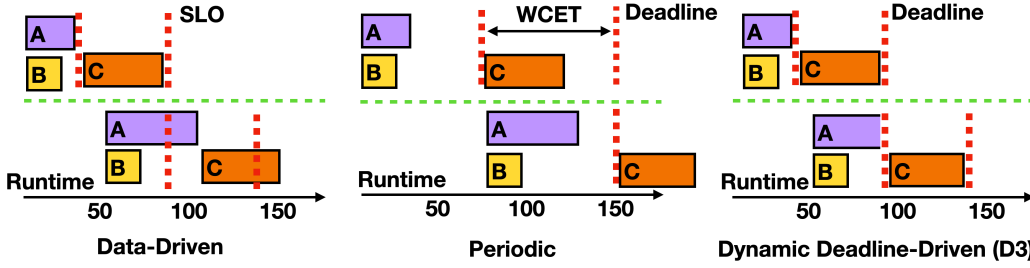 SLO
A
B
C
A
B
C
Runtime
50 100 150
Data-Driven
WCET
Deadline
A
B
C
A
B
C
Runtime
50 100 150
Periodic
Deadline
A
B
C
A
B
C
Runtime
50 100 150
Dynamic Deadline-Driven (D3)